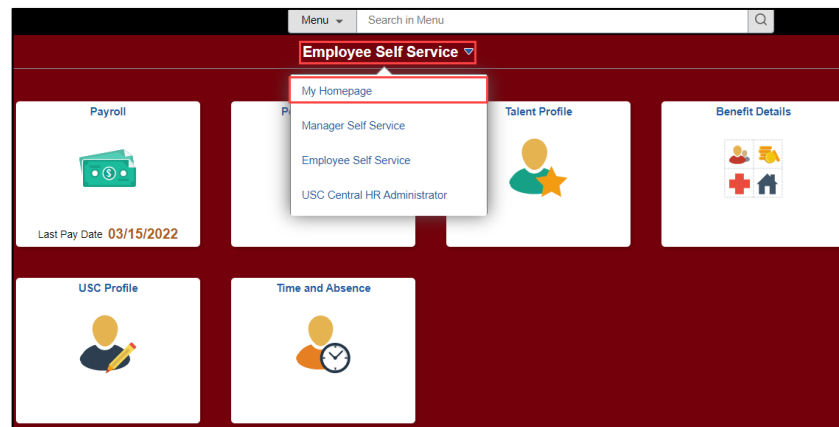 Menu
Search in Menu
Employee Self Service
My Homepage
Manager Self Service
Employee Self Service
USC Central HR Administrator
Payroll
Last Pay Date 03/15/2022
Talent Profile
Benefit Details
USC Profile
Time and Absence